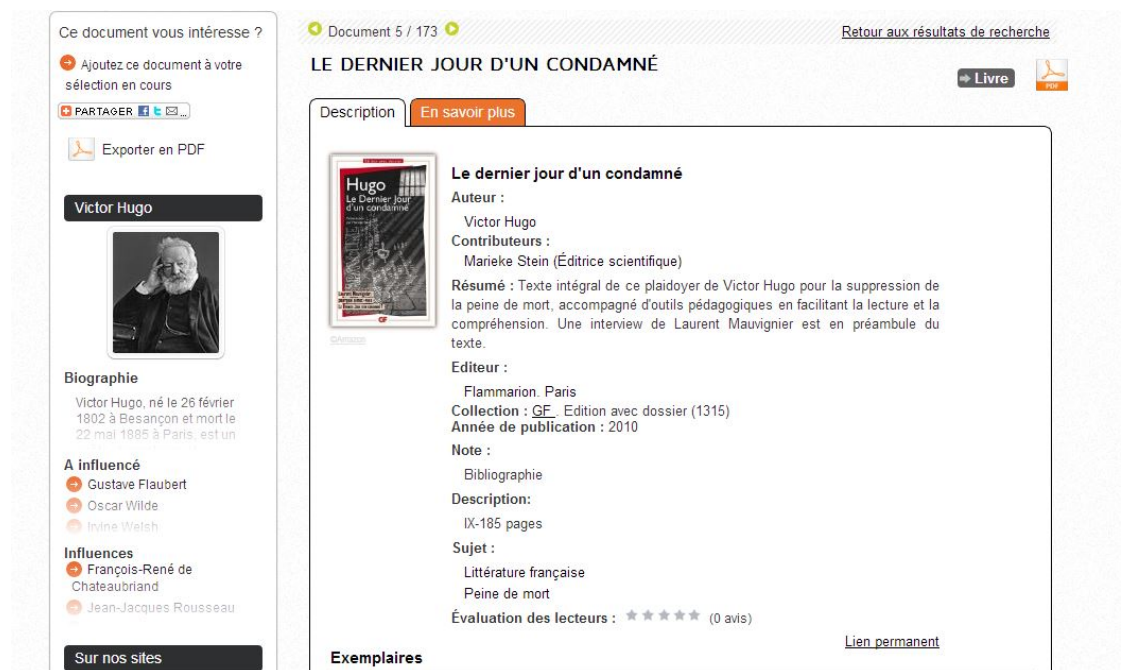 Ce document vous intéresse ?
Ajoutez ce document à votre
sélection en cours
PARTAGER
Exporter en PDF
Victor Hugo
Biographie
Victor Hugo, né le 26 février
1802 à Besançon et mort le
22 mai 1885 à Paris, est un
A influencé
Gustave Flaubert
Oscar Wilde
Irvine Welsh
Influences
François-René de
Chateaubriand
Jean-Jacques Rousseau
Sur nos sites
Document 5 / 173
Retour aux résultats de recherche
LE DERNIER JOUR D'UN CONDAMNÉ
Livre
PDF
Description
En savoir plus
Hugo
Le Dernier Jour
d'un condamné
GF
©Amazon
Le dernier jour d'un condamné
Auteur :
Victor Hugo
Contributeurs :
Marieke Stein (Éditrice scientifique)
Résumé : Texte intégral de ce plaidoyer de Victor Hugo pour la suppression de
la peine de mort, accompagné d'outils pédagogiques en facilitant la lecture et la
compréhension. Une interview de Laurent Mauvignier est en préambule du
texte.
Editeur :
Flammarion. Paris
Collection : GF . Edition avec dossier (1315)
Année de publication : 2010
Note :
Bibliographie
Description:
IX-185 pages
Sujet :
Littérature française
Peine de mort
Évaluation des lecteurs : (0 avis)
Lien permanent
Exemplaires